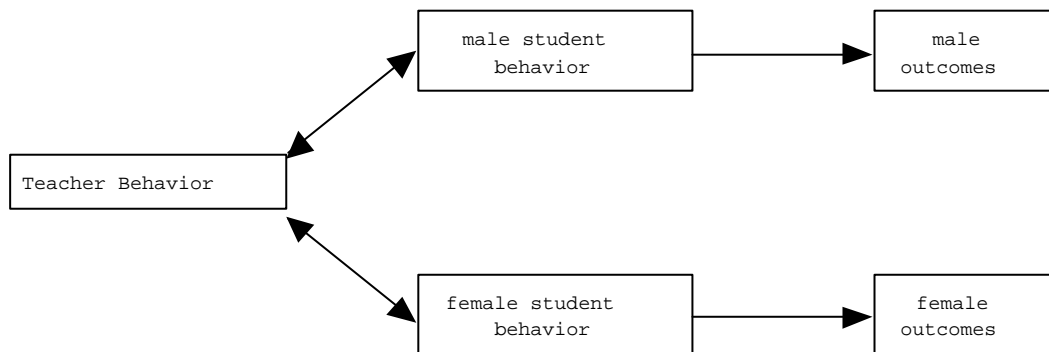 male student
behavior
male
outcomes
Teacher Behavior
female student
behavior
female
outcomes